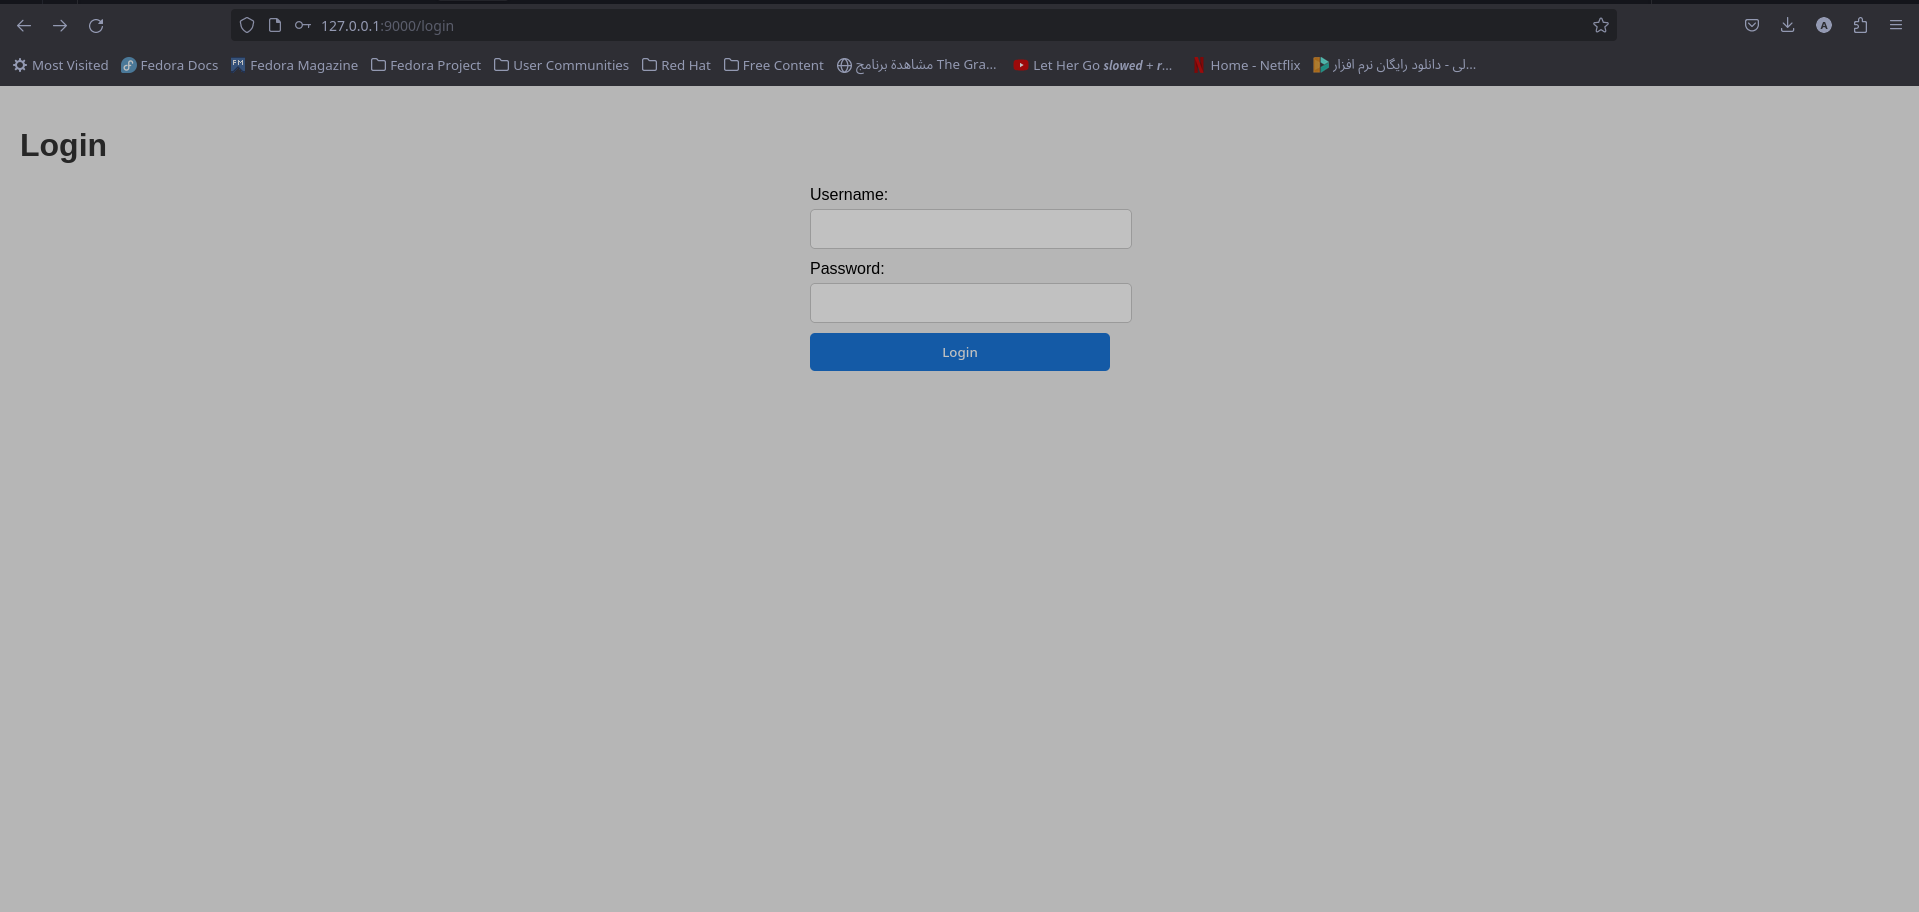 127.0.0.1:9000/login
A
Most Visited Fedora Docs FM Fedora Magazine Fedora Project User Communities Red Hat Free Content مشاهدة برنامج The Gra... Let Her Go slowed + r... Home - Netflix لی - دانلود رایگان نرم افزار...
Login
Username:
Password:
Login